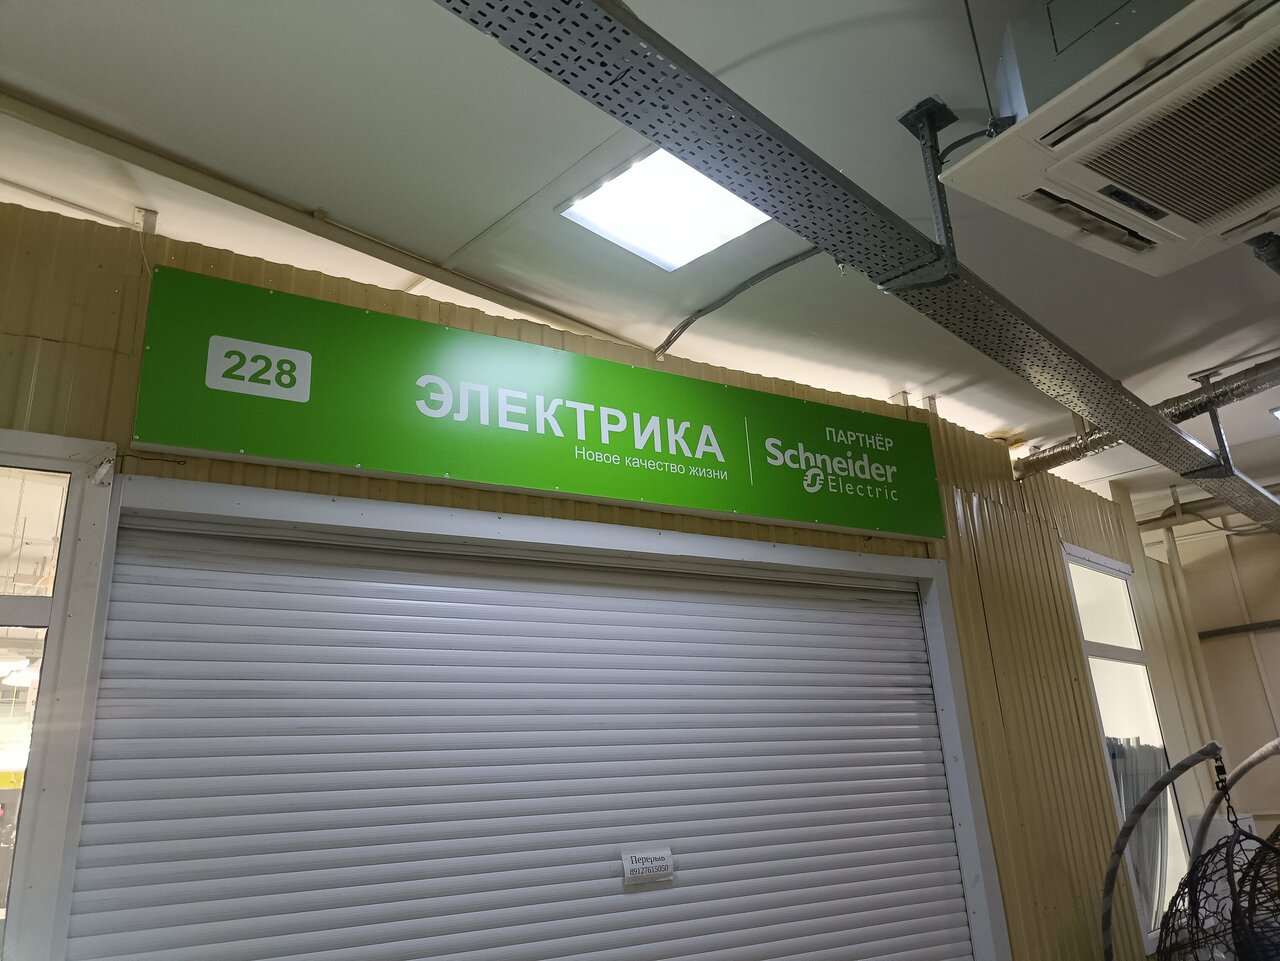 228
ЭЛЕКТРИКА
Новое качество жизни
ПАРТНЁР
Schneider
Electric
Перерыв
89127615050